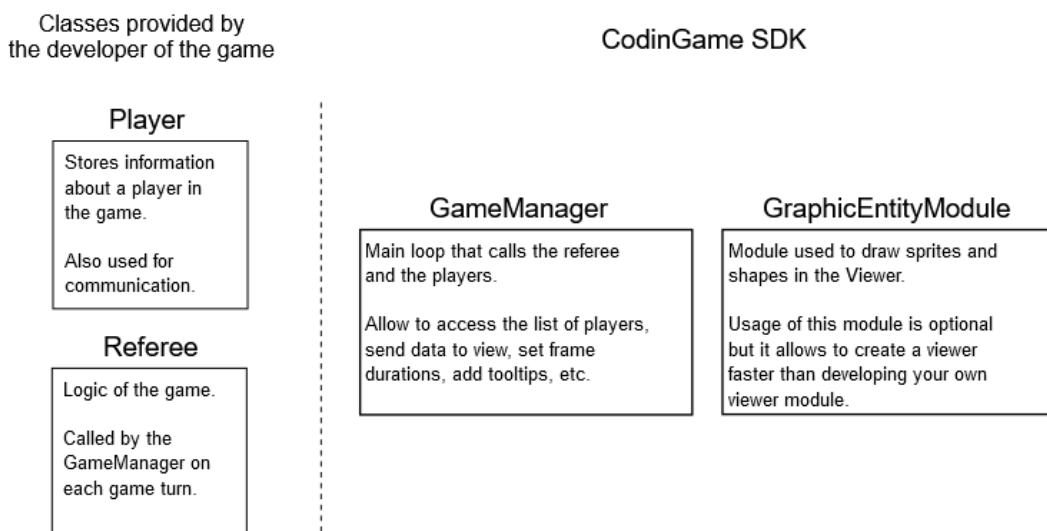 Classes provided by
the developer of the game
CodinGame SDK
Player
Stores information
about a player in
the game.
Also used for
communication.
Referee
Logic of the game.
Called by the
GameManager on
each game turn.
GameManager
Main loop that calls the referee
and the players.
Allow to access the list of players,
send data to view, set frame
durations, add tooltips, etc.
GraphicEntityModule
Module used to draw sprites and
shapes in the Viewer.
Usage of this module is optional
but it allows to create a viewer
faster than developing your own
viewer module.